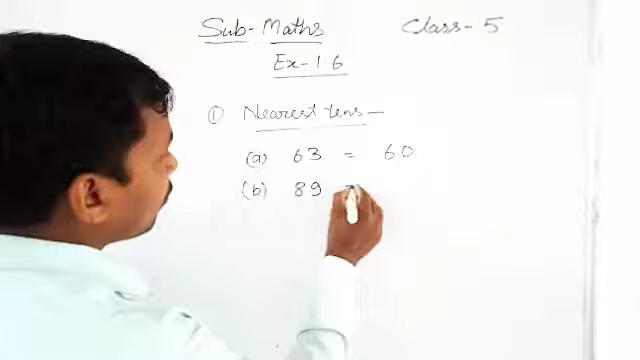 Sub- Maths Class- 5
Ex- 1.6
① Nearest tens -
(a) 63 = 60
(b) 89 =